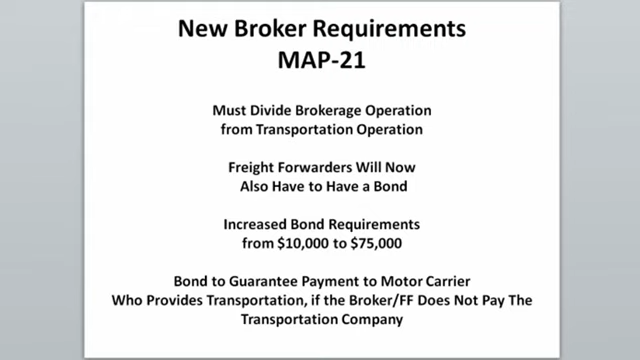 New Broker Requirements
MAP-21
Must Divide Brokerage Operation
from Transportation Operation
Freight Forwarders Will Now
Also Have to Have a Bond
Increased Bond Requirements
from $10,000 to $75,000
Bond to Guarantee Payment to Motor Carrier
Who Provides Transportation, if the Broker/FF Does Not Pay The
Transportation Company